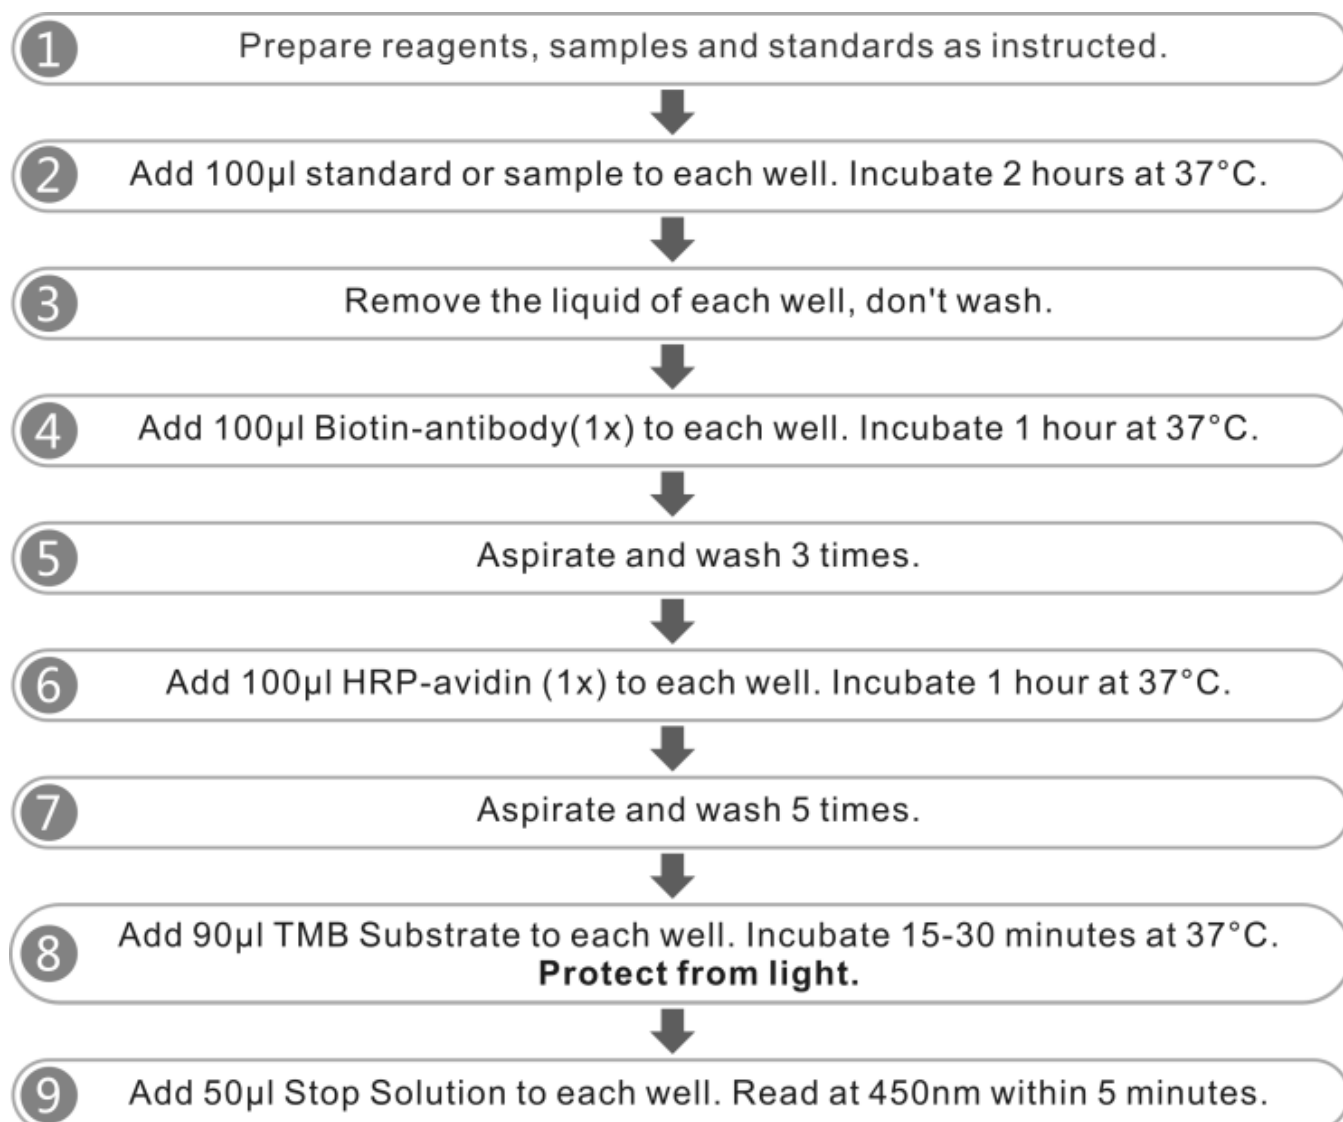 1 Prepare reagents, samples and standards as instructed.
2 Add 100µl standard or sample to each well. Incubate 2 hours at 37°C.
3 Remove the liquid of each well, don't wash.
4 Add 100µl Biotin-antibody(1x) to each well. Incubate 1 hour at 37°C.
5 Aspirate and wash 3 times.
6 Add 100µl HRP-avidin (1x) to each well. Incubate 1 hour at 37°C.
7 Aspirate and wash 5 times.
8 Add 90µl TMB Substrate to each well. Incubate 15-30 minutes at 37°C.
Protect from light.
9 Add 50µl Stop Solution to each well. Read at 450nm within 5 minutes.